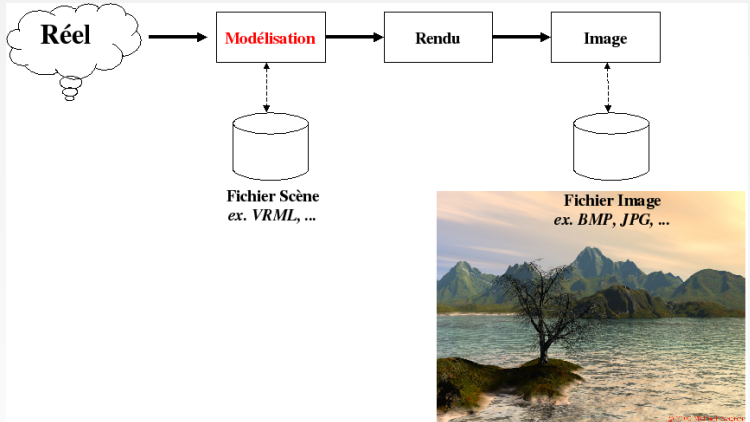 Réel
Modélisation
Rendu
Image
Fichier Scène
ex. VRML, ...
Fichier Image
ex. BMP, JPG, ...